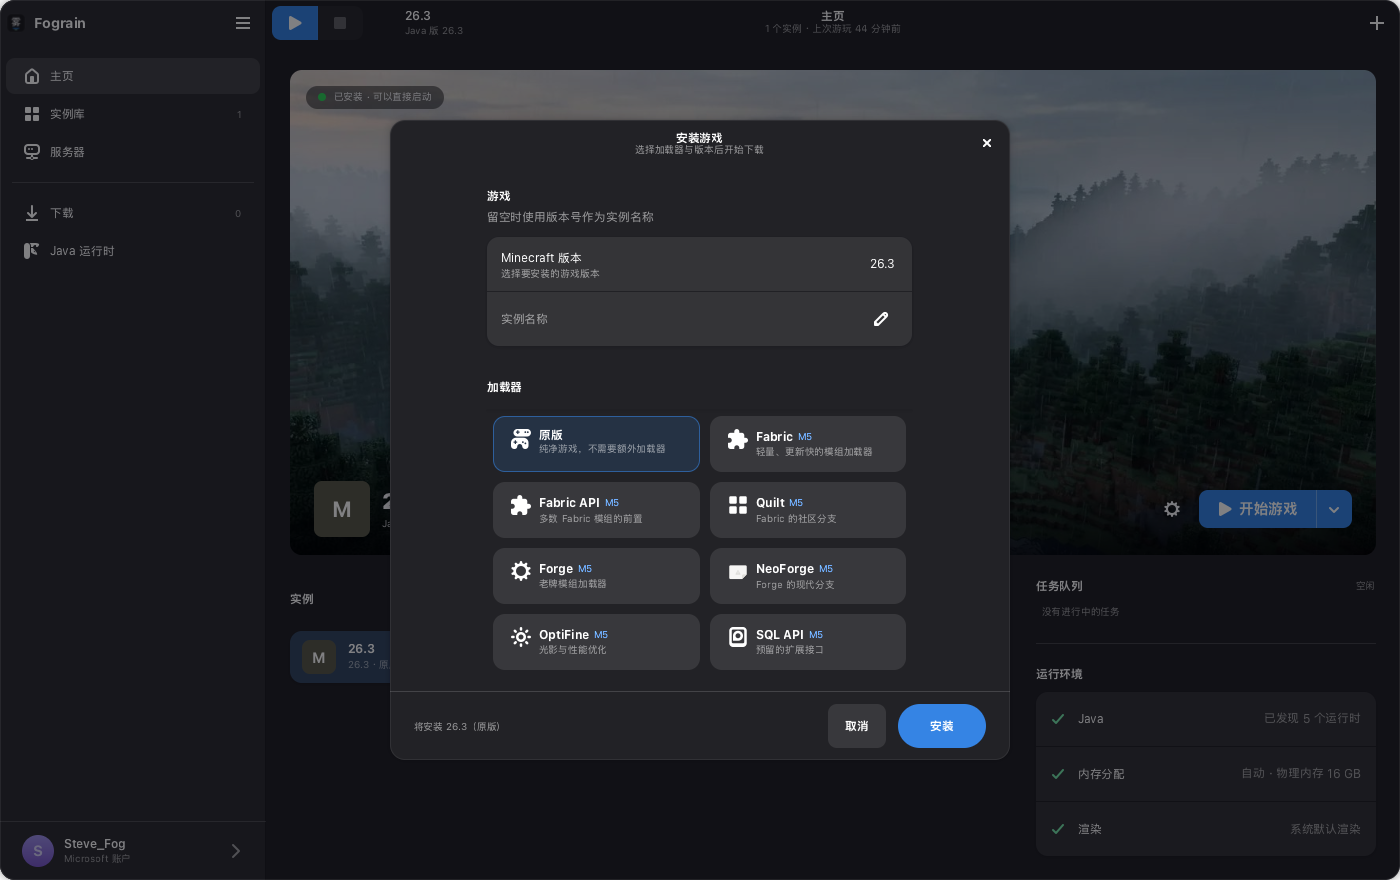 Fograin
26.3
Java 版 26.3
主页
1 个实例 · 上次游玩 44 分钟前
主页
实例库
1
服务器
下载
0
Java 运行时
已安装 · 可以直接启动
安装游戏
选择加载器与版本后开始下载
游戏
留空时使用版本号作为实例名称
Minecraft 版本
选择要安装的游戏版本
26.3
实例名称
加载器
原版
纯净游戏，不需要额外加载器
Fabric M5
轻量、更新快的模组加载器
Fabric API M5
多数 Fabric 模组的前置
Quilt M5
Fabric 的社区分支
Forge M5
老牌模组加载器
NeoForge M5
Forge 的现代分支
OptiFine M5
光影与性能优化
SQL API M5
预留的扩展接口
将安装 26.3（原版）
取消
安装
M
开始游戏
实例
M
26.3
26.3 · 原
任务队列
空闲
没有进行中的任务
运行环境
Java
已发现 5 个运行时
内存分配
自动 · 物理内存 16 GB
渲染
系统默认渲染
S
Steve_Fog
Microsoft 账户